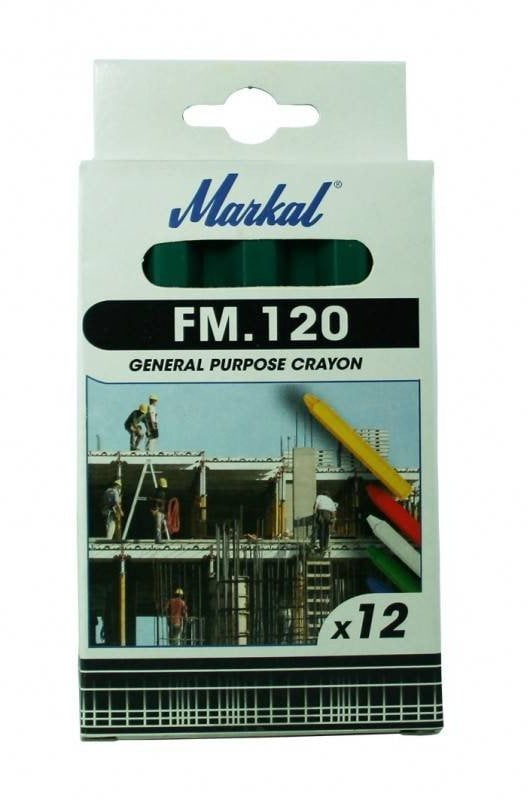 Markal®
FM.120
GENERAL PURPOSE CRAYON
x12